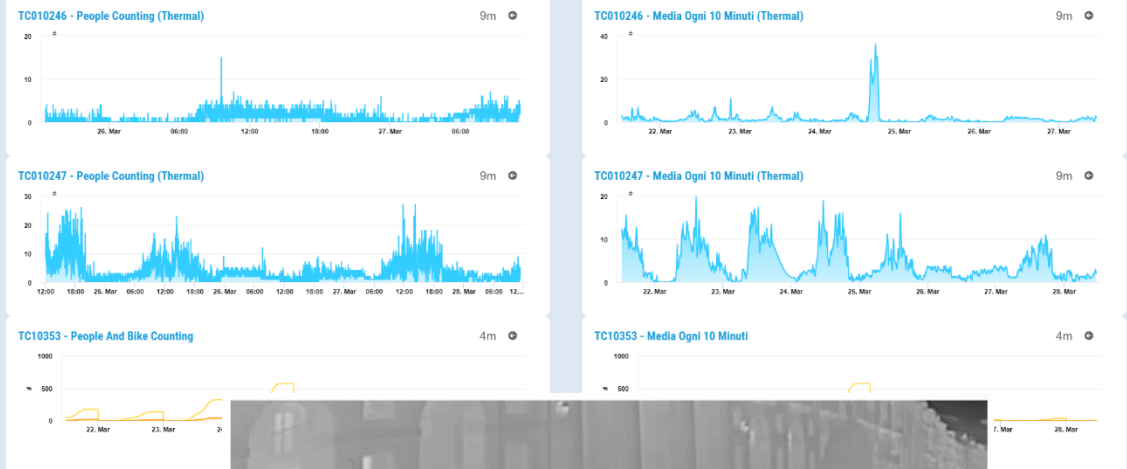 TC010246 - People Counting (Thermal) 9m
#
20
10
0
26. Mar 06:00 12:00 18:00 27. Mar 06:00
TC010246 - Media Ogni 10 Minuti (Thermal) 9m
#
40
20
0
22. Mar 23. Mar 24. Mar 25. Mar 26. Mar 27. Mar
TC010247 - People Counting (Thermal) 9m
#
30
20
10
0
12:00 18:00 25. Mar 06:00 12:00 18:00 26. Mar 06:00 12:00 18:00 27. Mar 06:00 12:00 18:00 28. Mar 06:00 12...
TC010247 - Media Ogni 10 Minuti (Thermal) 9m
#
20
10
0
22. Mar 23. Mar 24. Mar 25. Mar 26. Mar 27. Mar 28. Mar
TC10353 - People And Bike Counting 4m
1000
# 500
0
22. Mar 23. Mar
TC10353 - Media Ogni 10 Minuti 4m
1000
# 500
Mar 28. Mar